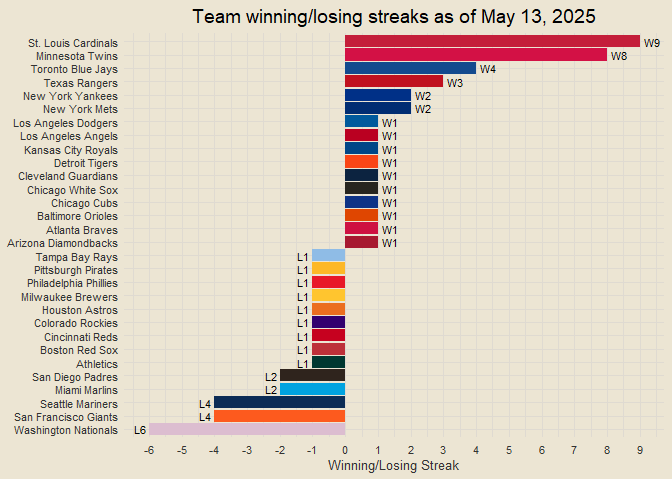 Team winning/losing streaks as of May 13, 2025
St. Louis Cardinals W9
Minnesota Twins W8
Toronto Blue Jays W4
Texas Rangers W3
New York Yankees W2
New York Mets W2
Los Angeles Dodgers W1
Los Angeles Angels W1
Kansas City Royals W1
Detroit Tigers W1
Cleveland Guardians W1
Chicago White Sox W1
Chicago Cubs W1
Baltimore Orioles W1
Atlanta Braves W1
Arizona Diamondbacks W1
Tampa Bay Rays L1
Pittsburgh Pirates L1
Philadelphia Phillies L1
Milwaukee Brewers L1
Houston Astros L1
Colorado Rockies L1
Cincinnati Reds L1
Boston Red Sox L1
Athletics L1
San Diego Padres L2
Miami Marlins L2
Seattle Mariners L4
San Francisco Giants L4
Washington Nationals L6
-6 -5 -4 -3 -2 -1 0 1 2 3 4 5 6 7 8 9
Winning/Losing Streak